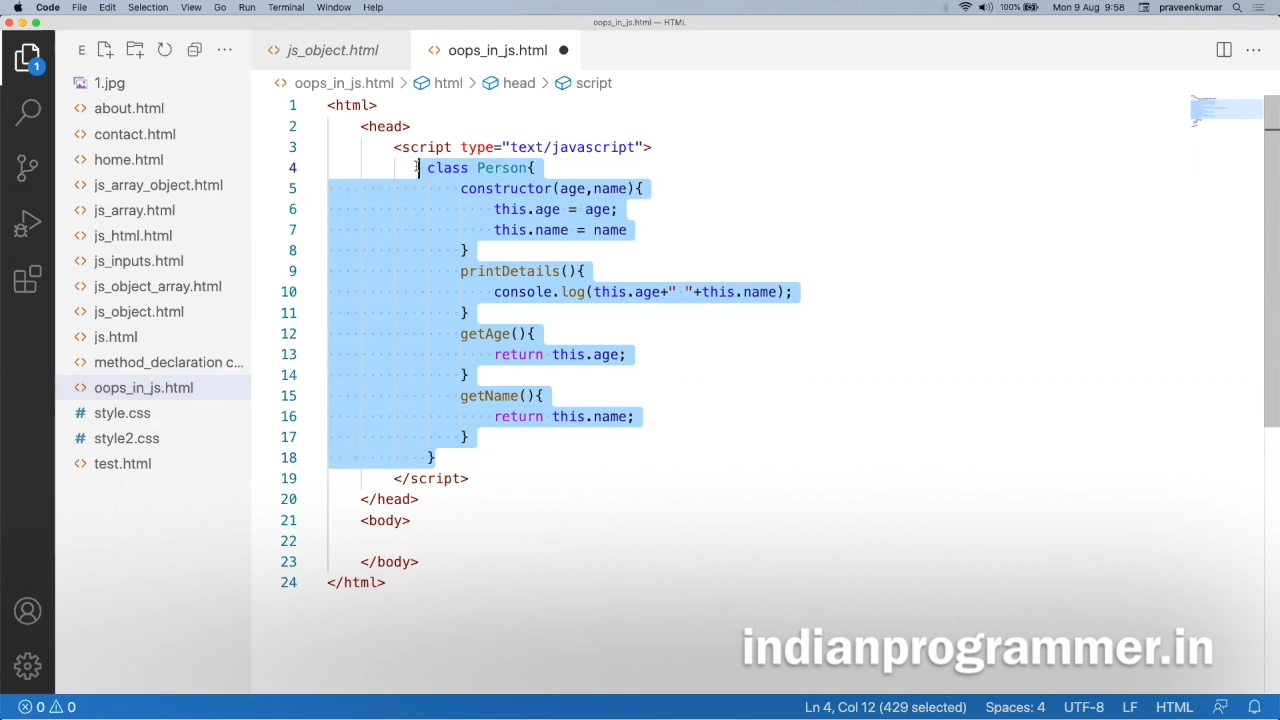 Code File Edit Selection View Go Run Terminal Window Help 100% Mon 9 Aug 9:58 praveenkumar
oops_in_js.html — HTMl
E
js_object.html
oops_in_js.html
oops_in_js.html > html > head > script
1
1.jpg
about.html
contact.html
home.html
js_array_object.html
js_array.html
js_html.html
js_inputs.html
js_object_array.html
js_object.html
js.html
method_declaration c...
oops_in_js.html
style.css
style2.css
test.html
1 <html>
2 <head>
3 <script type="text/javascript">
4 class Person{
5 constructor(age,name){
6 this.age = age;
7 this.name = name
8 }
9 printDetails(){
10 console.log(this.age+" "+this.name);
11 }
12 getAge(){
13 return this.age;
14 }
15 getName(){
16 return this.name;
17 }
18 }
19 </script>
20 </head>
21 <body>
22
23 </body>
24 </html>
indianprogrammer.in
0 0 Ln 4, Col 12 (429 selected) Spaces: 4 UTF-8 LF HTML